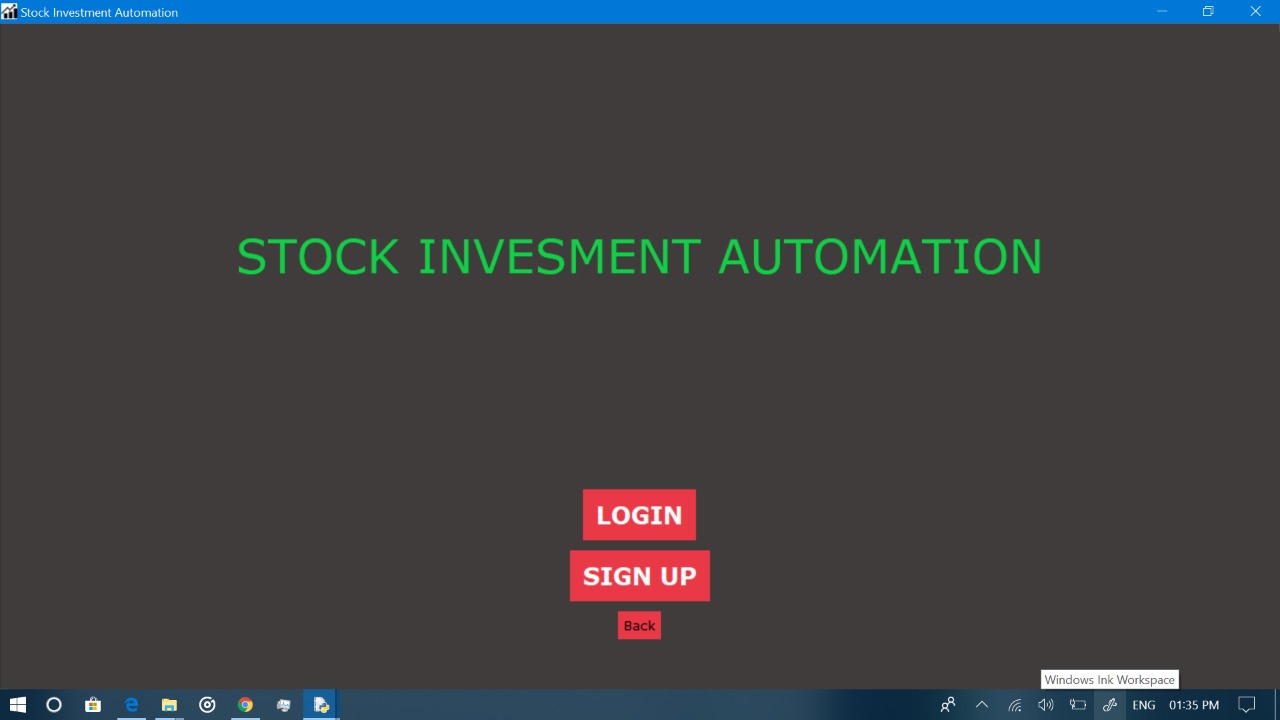 Stock Investment Automation
STOCK INVESMENT AUTOMATION
LOGIN
SIGN UP
Back
Windows Ink Workspace
ENG 01:35 PM